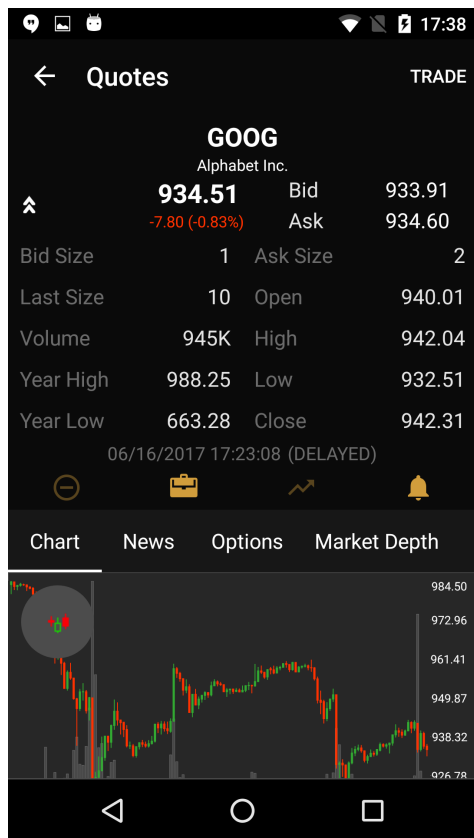 17:38
Quotes TRADE
GOOG
Alphabet Inc.
934.51 Bid 933.91
-7.80 (-0.83%) Ask 934.60
Bid Size 1 Ask Size 2
Last Size 10 Open 940.01
Volume 945K High 942.04
Year High 988.25 Low 932.51
Year Low 663.28 Close 942.31
06/16/2017 17:23:08 (DELAYED)
Chart News Options Market Depth
984.50
972.96
961.41
949.87
938.32
926.78